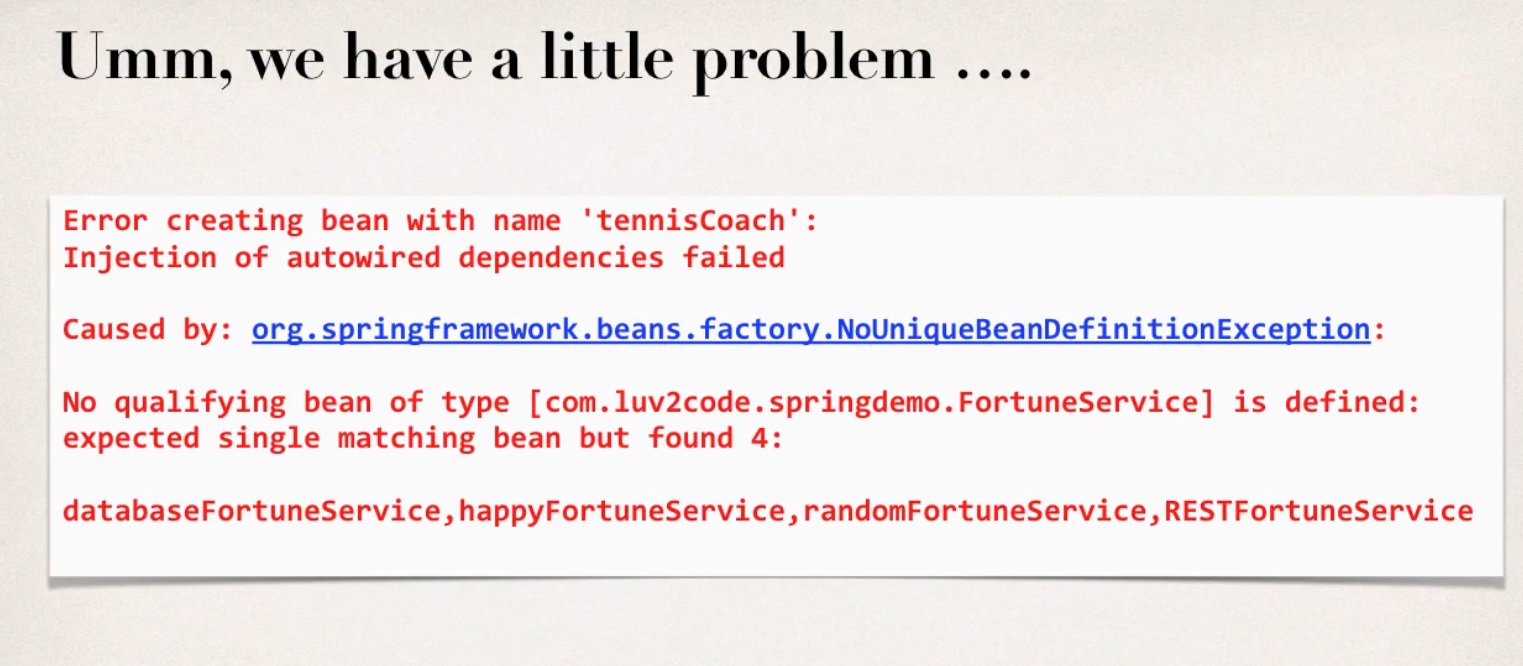 Umm, we have a little problem ….
Error creating bean with name 'tennisCoach':
Injection of autowired dependencies failed
Caused by: org.springframework.beans.factory.NoUniqueBeanDefinitionException:
No qualifying bean of type [com.luv2code.springdemo.FortuneService] is defined:
expected single matching bean but found 4:
databaseFortuneService,happyFortuneService,randomFortuneService,RESTFortuneService